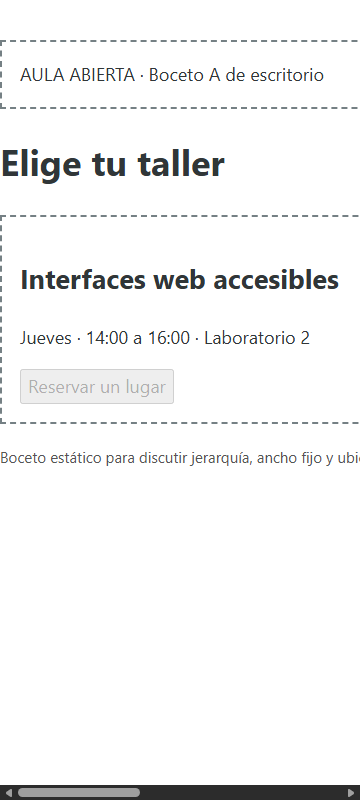 AULA ABIERTA · Boceto A de escritorio
Elige tu taller
Interfaces web accesibles
Jueves · 14:00 a 16:00 · Laboratorio 2
Reservar un lugar
Boceto estático para discutir jerarquía, ancho fijo y